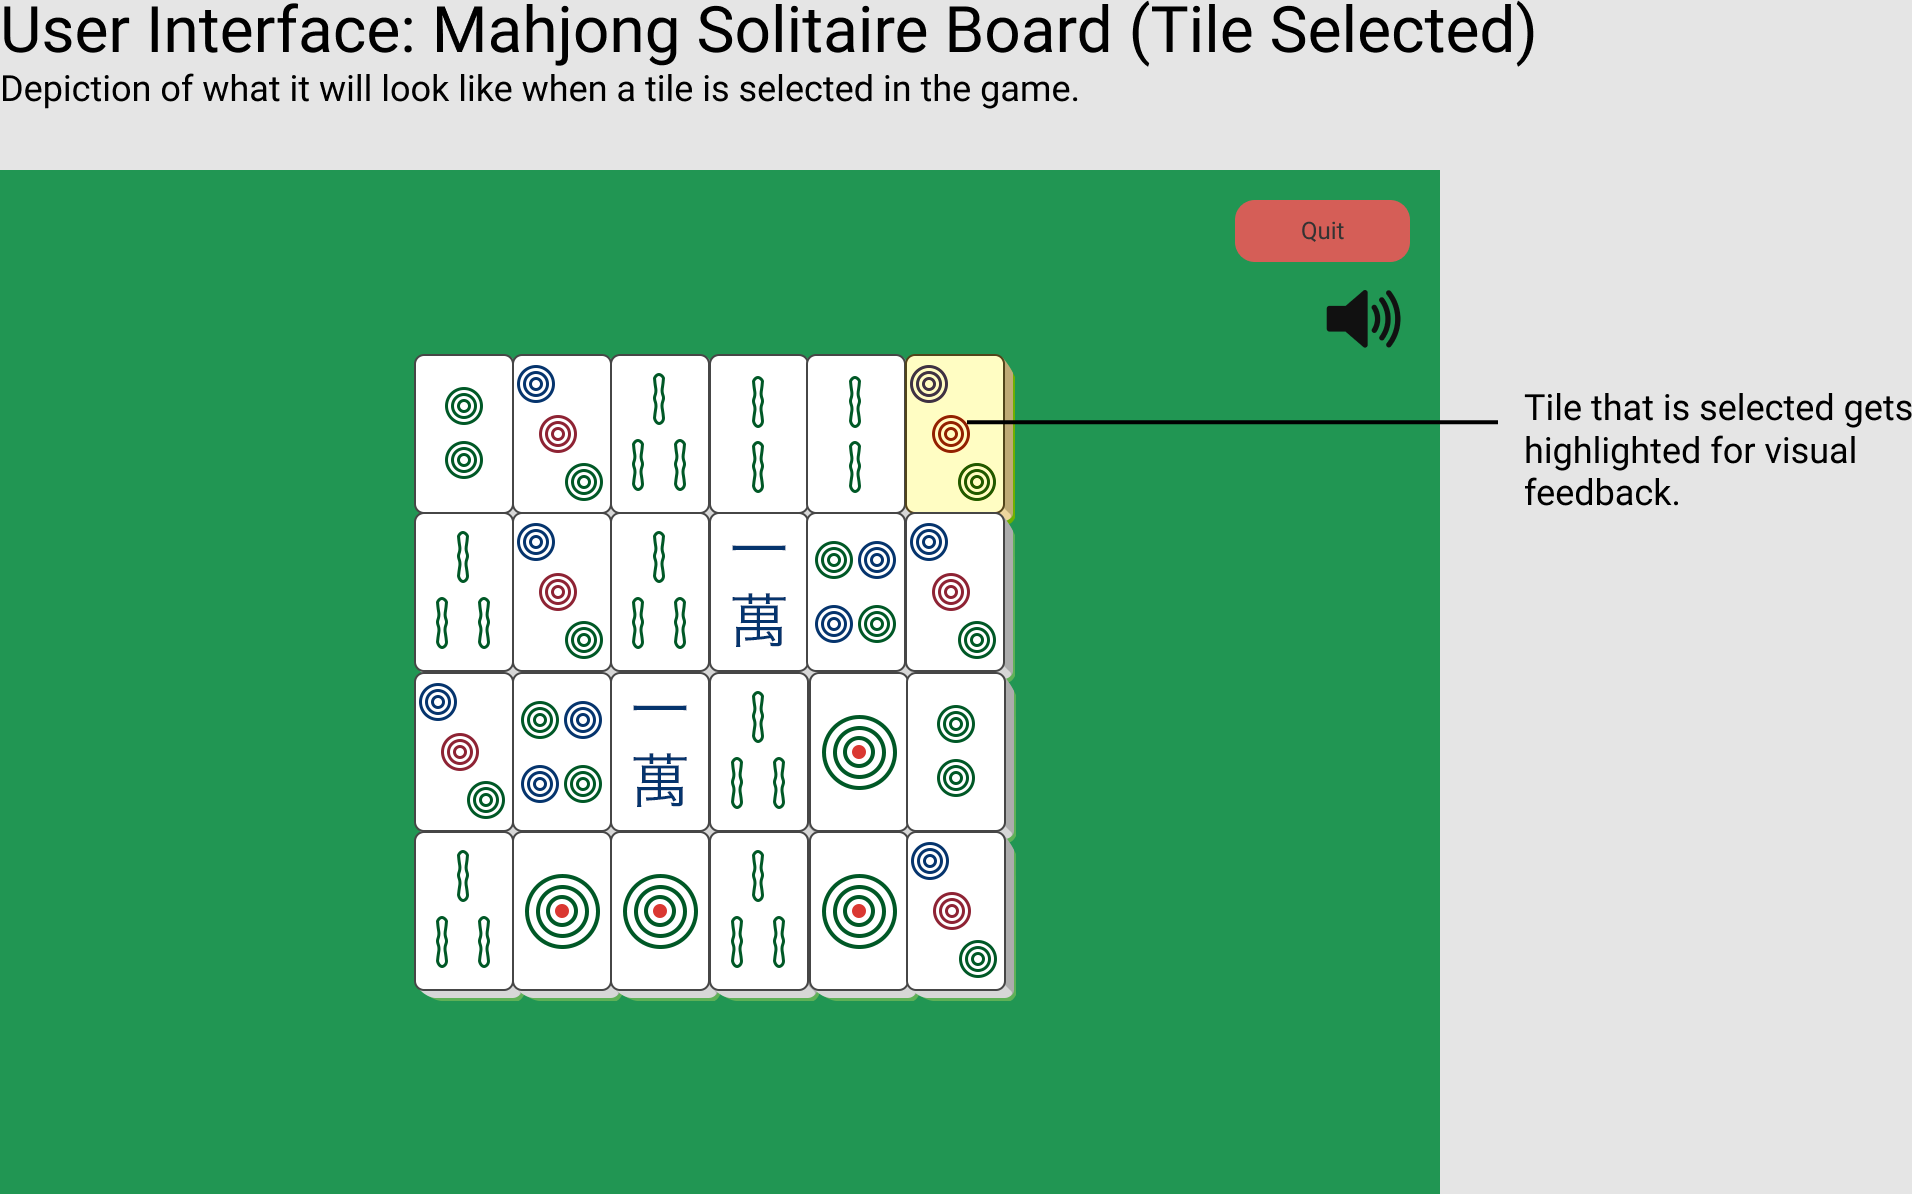 User Interface: Mahjong Solitaire Board (Tile Selected)
Depiction of what it will look like when a tile is selected in the game.
Quit
Tile that is selected gets
highlighted for visual
feedback.
一
萬
一
萬